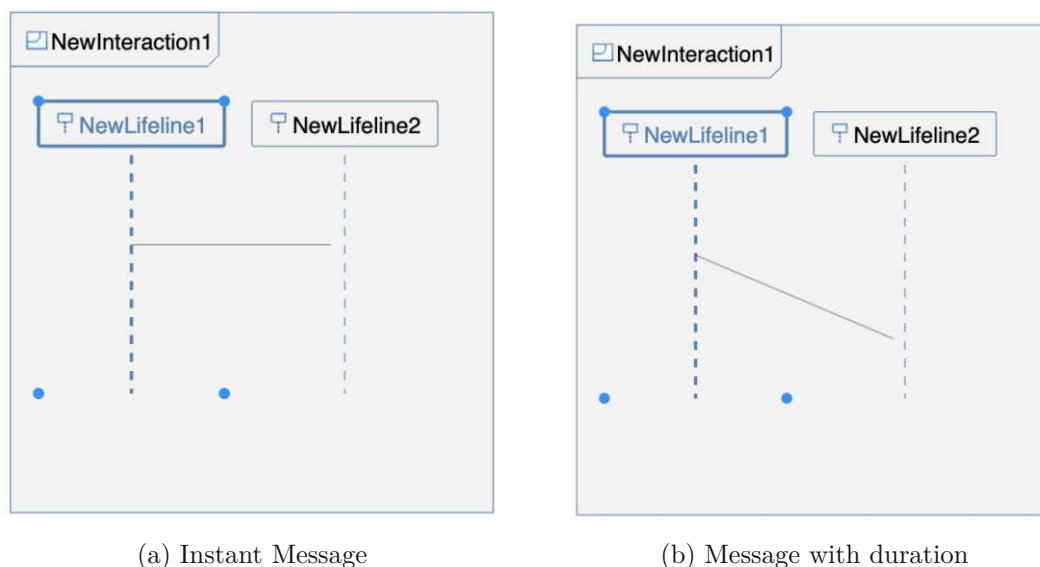 NewInteraction1
NewLifeline1
NewLifeline2
(a) Instant Message
NewInteraction1
NewLifeline1
NewLifeline2
(b) Message with duration